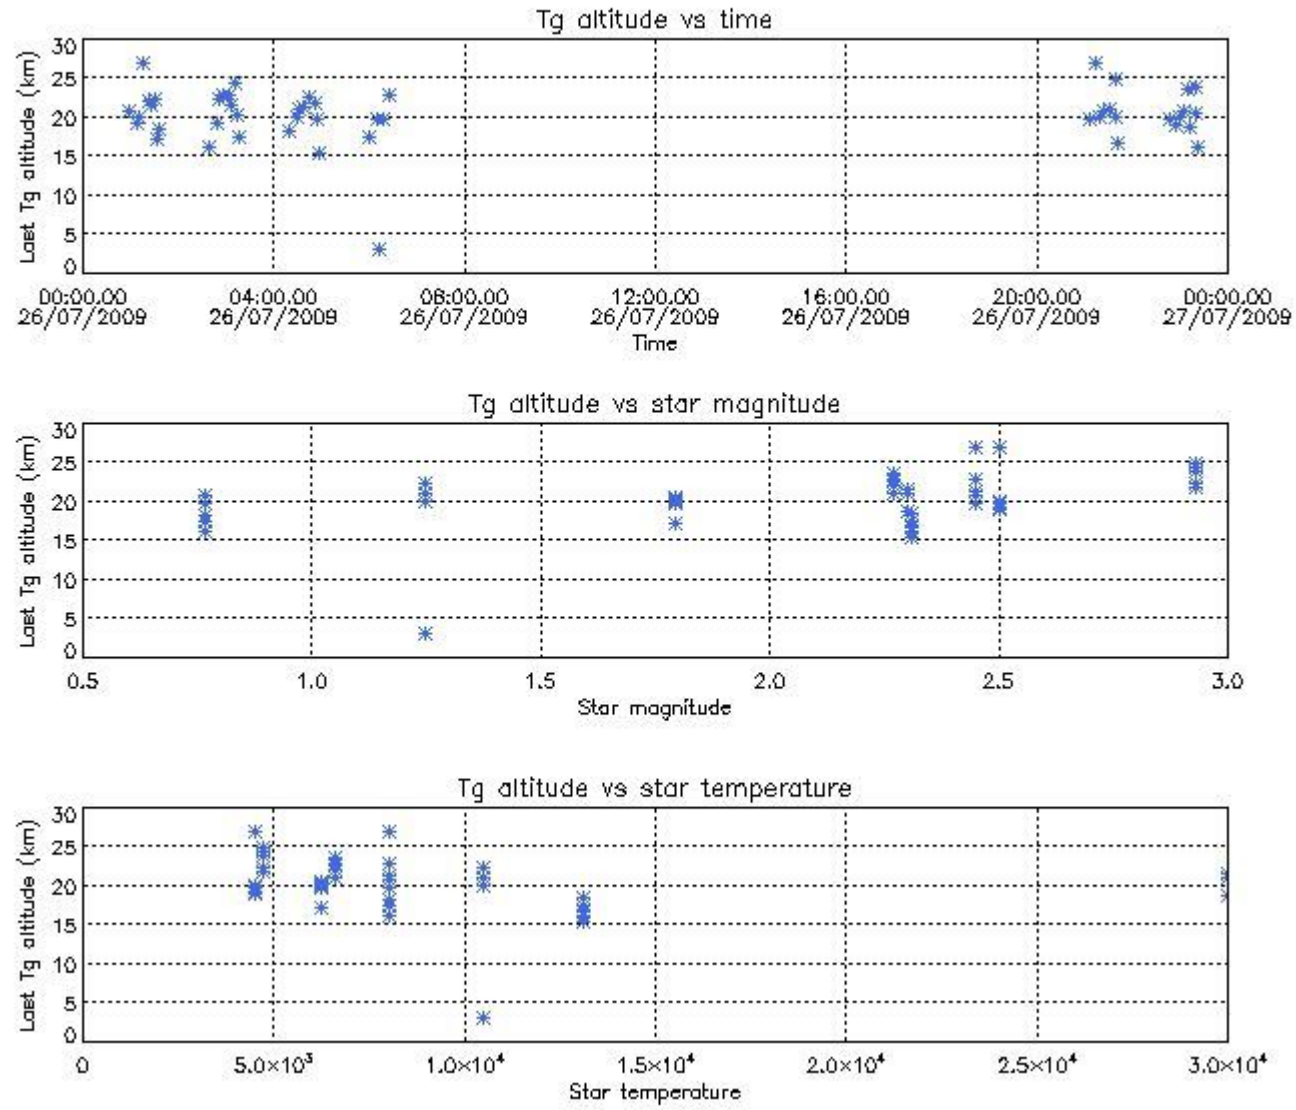 Tg altitude vs time
Last Tg altitude (km)
30
25
20
15
10
5
0
00:00.00 04:00.00 08:00.00 12:00.00 16:00.00 20:00.00 00:00.00
26/07/2009 26/07/2009 26/07/2009 26/07/2009 26/07/2009 26/07/2009 27/07/2009
Time
Tg altitude vs star magnitude
Last Tg altitude (km)
30
25
20
15
10
5
0
0.5 1.0 1.5 2.0 2.5 3.0
Star magnitude
Tg altitude vs star temperature
Last Tg altitude (km)
30
25
20
15
10
5
0
0 5.0×10³ 1.0×10⁴ 1.5×10⁴ 2.0×10⁴ 2.5×10⁴ 3.0×10⁴
Star temperature